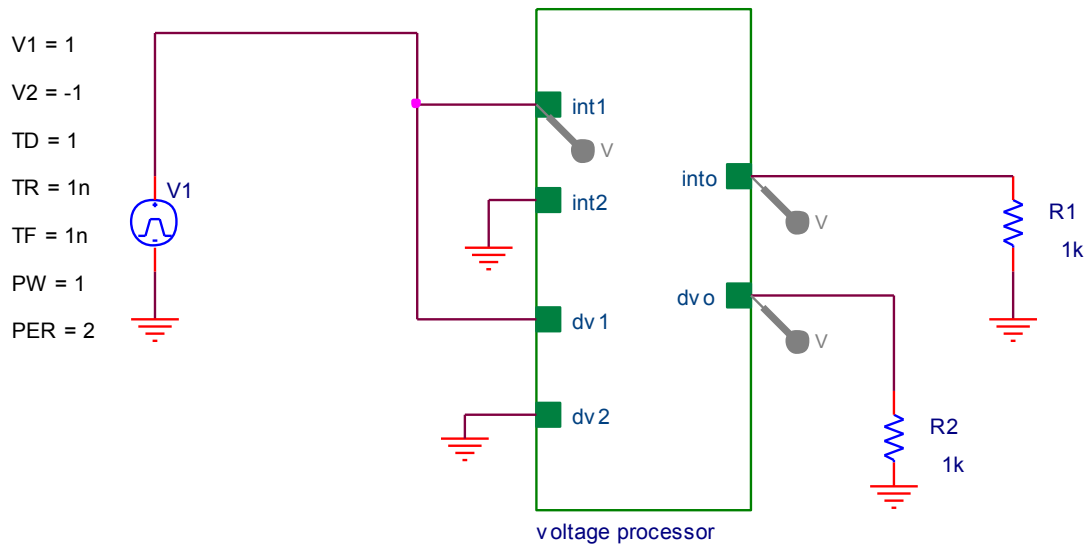 V1 = 1
V2 = -1
TD = 1
TR = 1n
TF = 1n
PW = 1
PER = 2
V1
int1
V
int2
dv1
dv2
into
V
dvo
V
R1
1k
R2
1k
voltage processor